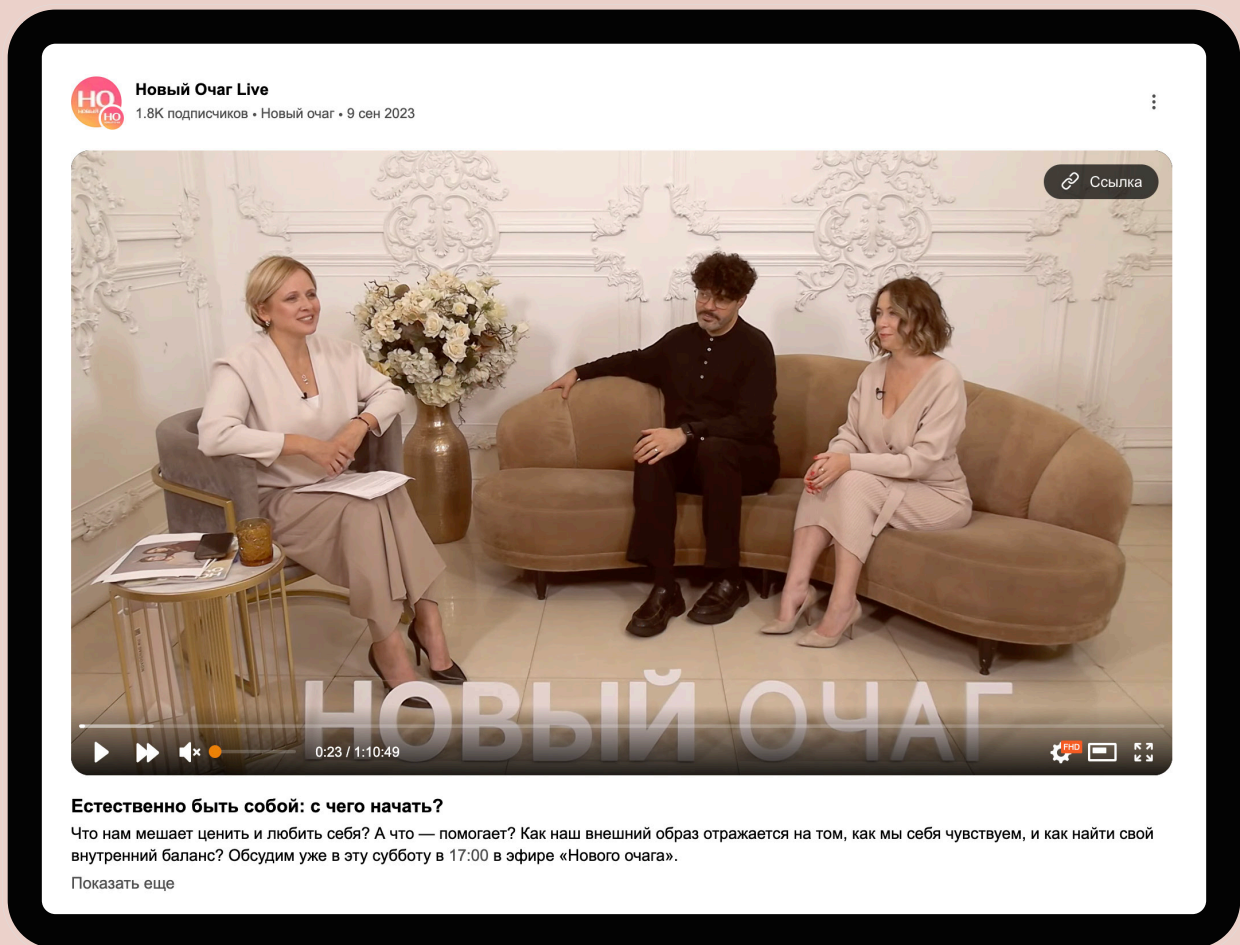 НО
НОВЫЙ
НО
Новый Очаг Live
1.8K подписчиков • Новый очаг • 9 сен 2023
Ссылка
НОВЫЙ ОЧАГ
0:23 / 1:10:49
FHD
Естественно быть собой: с чего начать?
Что нам мешает ценить и любить себя? А что — помогает? Как наш внешний образ отражается на том, как мы себя чувствуем, и как найти свой
внутренний баланс? Обсудим уже в эту субботу в 17:00 в эфире «Нового очага».
Показать еще